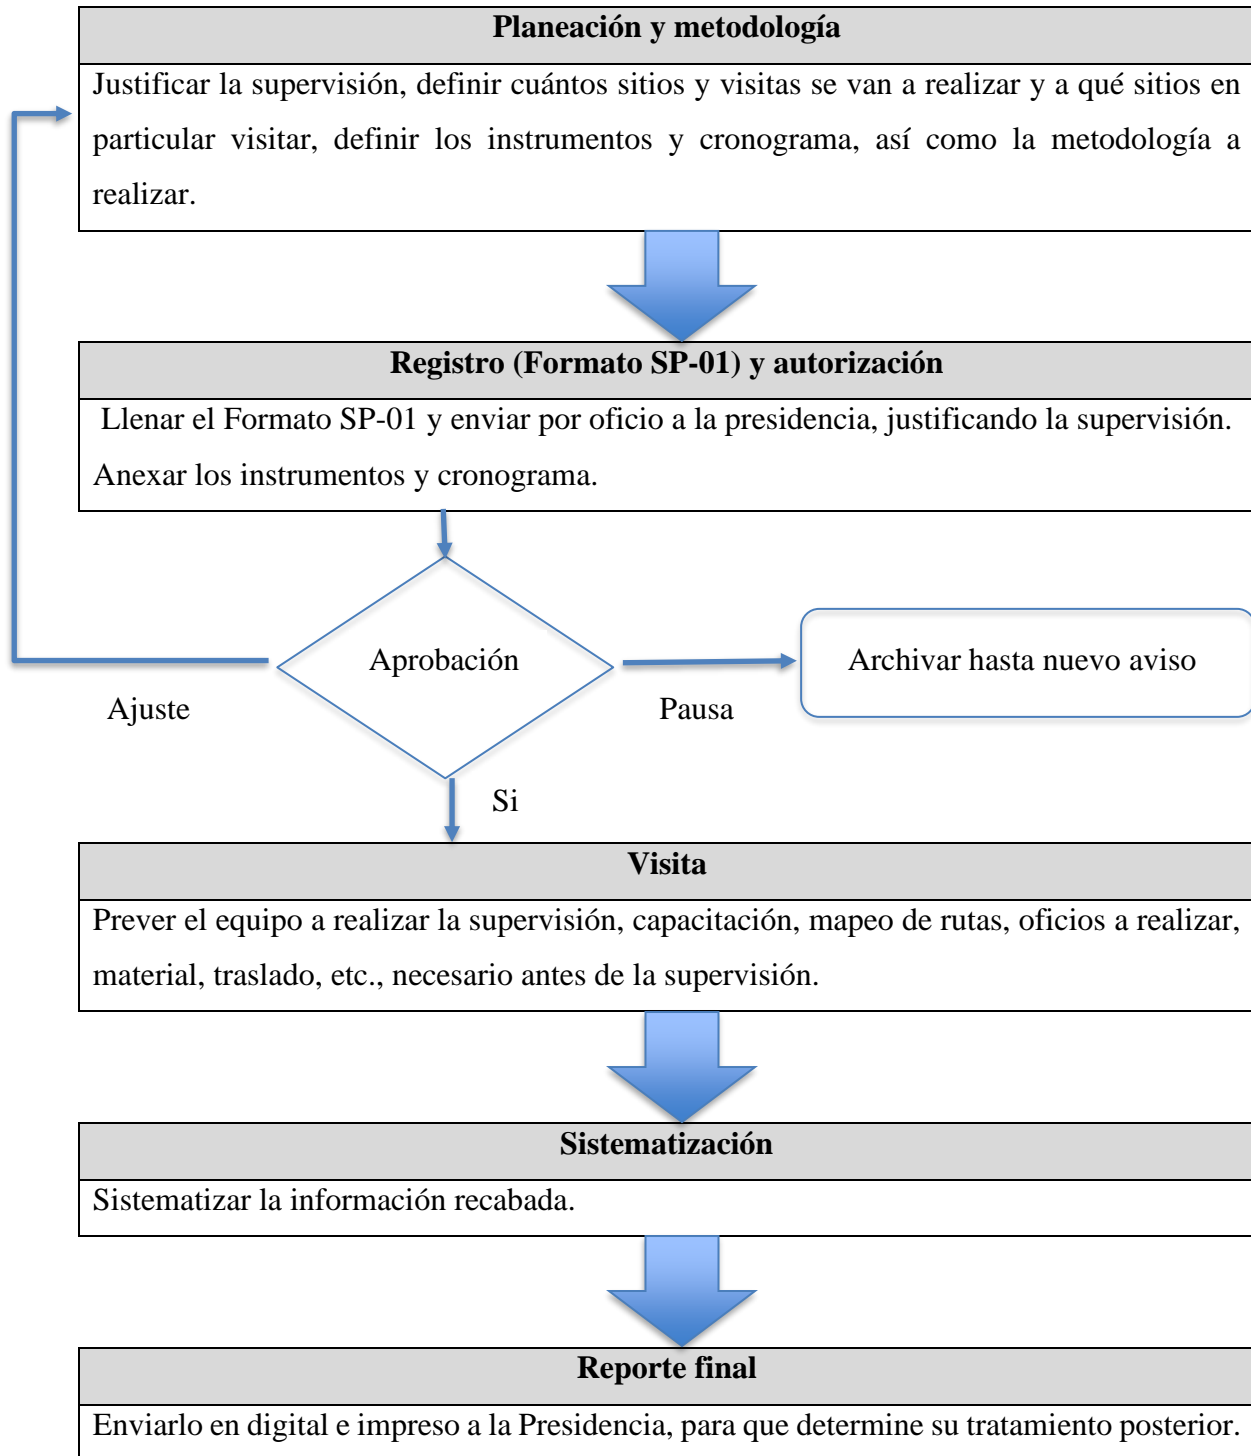 Planeación y metodología
Justificar la supervisión, definir cuántos sitios y visitas se van a realizar y a qué sitios en
particular visitar, definir los instrumentos y cronograma, así como la metodología a
realizar.
Registro (Formato SP-01) y autorización
Llenar el Formato SP-01 y enviar por oficio a la presidencia, justificando la supervisión.
Anexar los instrumentos y cronograma.
Aprobación
Archivar hasta nuevo aviso
Ajuste
Pausa
Si
Visita
Prever el equipo a realizar la supervisión, capacitación, mapeo de rutas, oficios a realizar,
material, traslado, etc., necesario antes de la supervisión.
Sistematización
Sistematizar la información recabada.
Reporte final
Enviarlo en digital e impreso a la Presidencia, para que determine su tratamiento posterior.